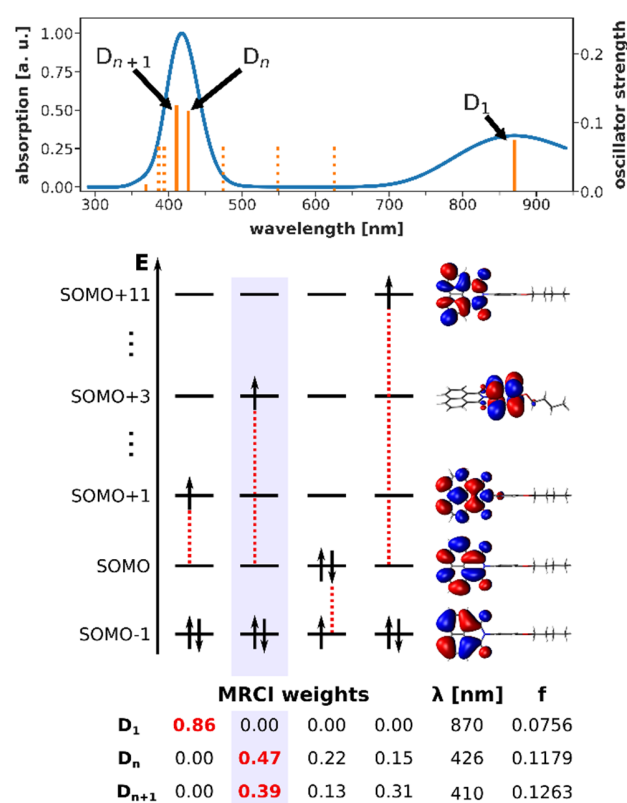 absorption [a. u.]
1.00
0.75
0.50
0.25
0.00
Dn+1
Dn
D1
0.2
0.1
0.0
oscillator strength
300 400 500 600 700 800 900
wavelength [nm]
E
SOMO+11
⋮
SOMO+3
⋮
SOMO+1
SOMO
SOMO-1
MRCI weights λ [nm] f
D1 0.86 0.00 0.00 0.00 870 0.0756
Dn 0.00 0.47 0.22 0.15 426 0.1179
Dn+1 0.00 0.39 0.13 0.31 410 0.1263